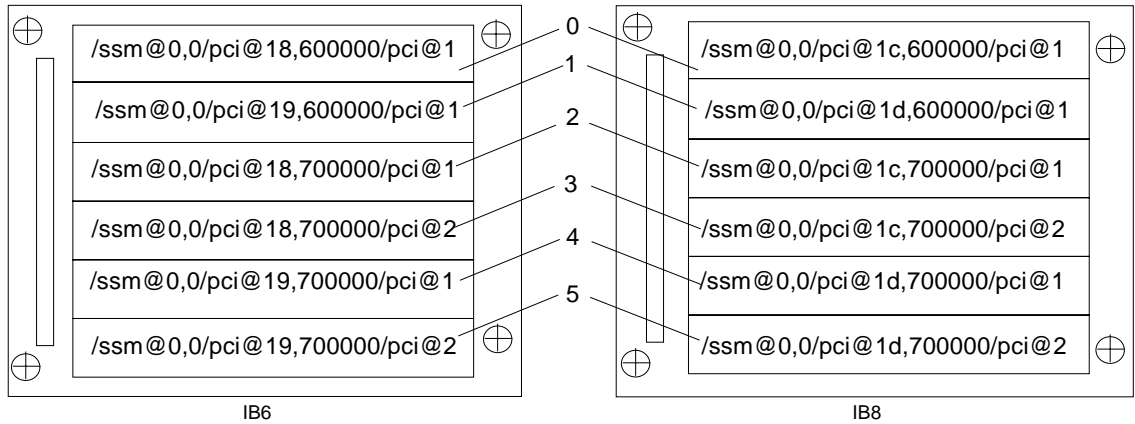 /ssm@0,0/pci@18,600000/pci@1
/ssm@0,0/pci@19,600000/pci@1
/ssm@0,0/pci@18,700000/pci@1
/ssm@0,0/pci@18,700000/pci@2
/ssm@0,0/pci@19,700000/pci@1
/ssm@0,0/pci@19,700000/pci@2
IB6
0
1
2
3
4
5
/ssm@0,0/pci@1c,600000/pci@1
/ssm@0,0/pci@1d,600000/pci@1
/ssm@0,0/pci@1c,700000/pci@1
/ssm@0,0/pci@1c,700000/pci@2
/ssm@0,0/pci@1d,700000/pci@1
/ssm@0,0/pci@1d,700000/pci@2
IB8